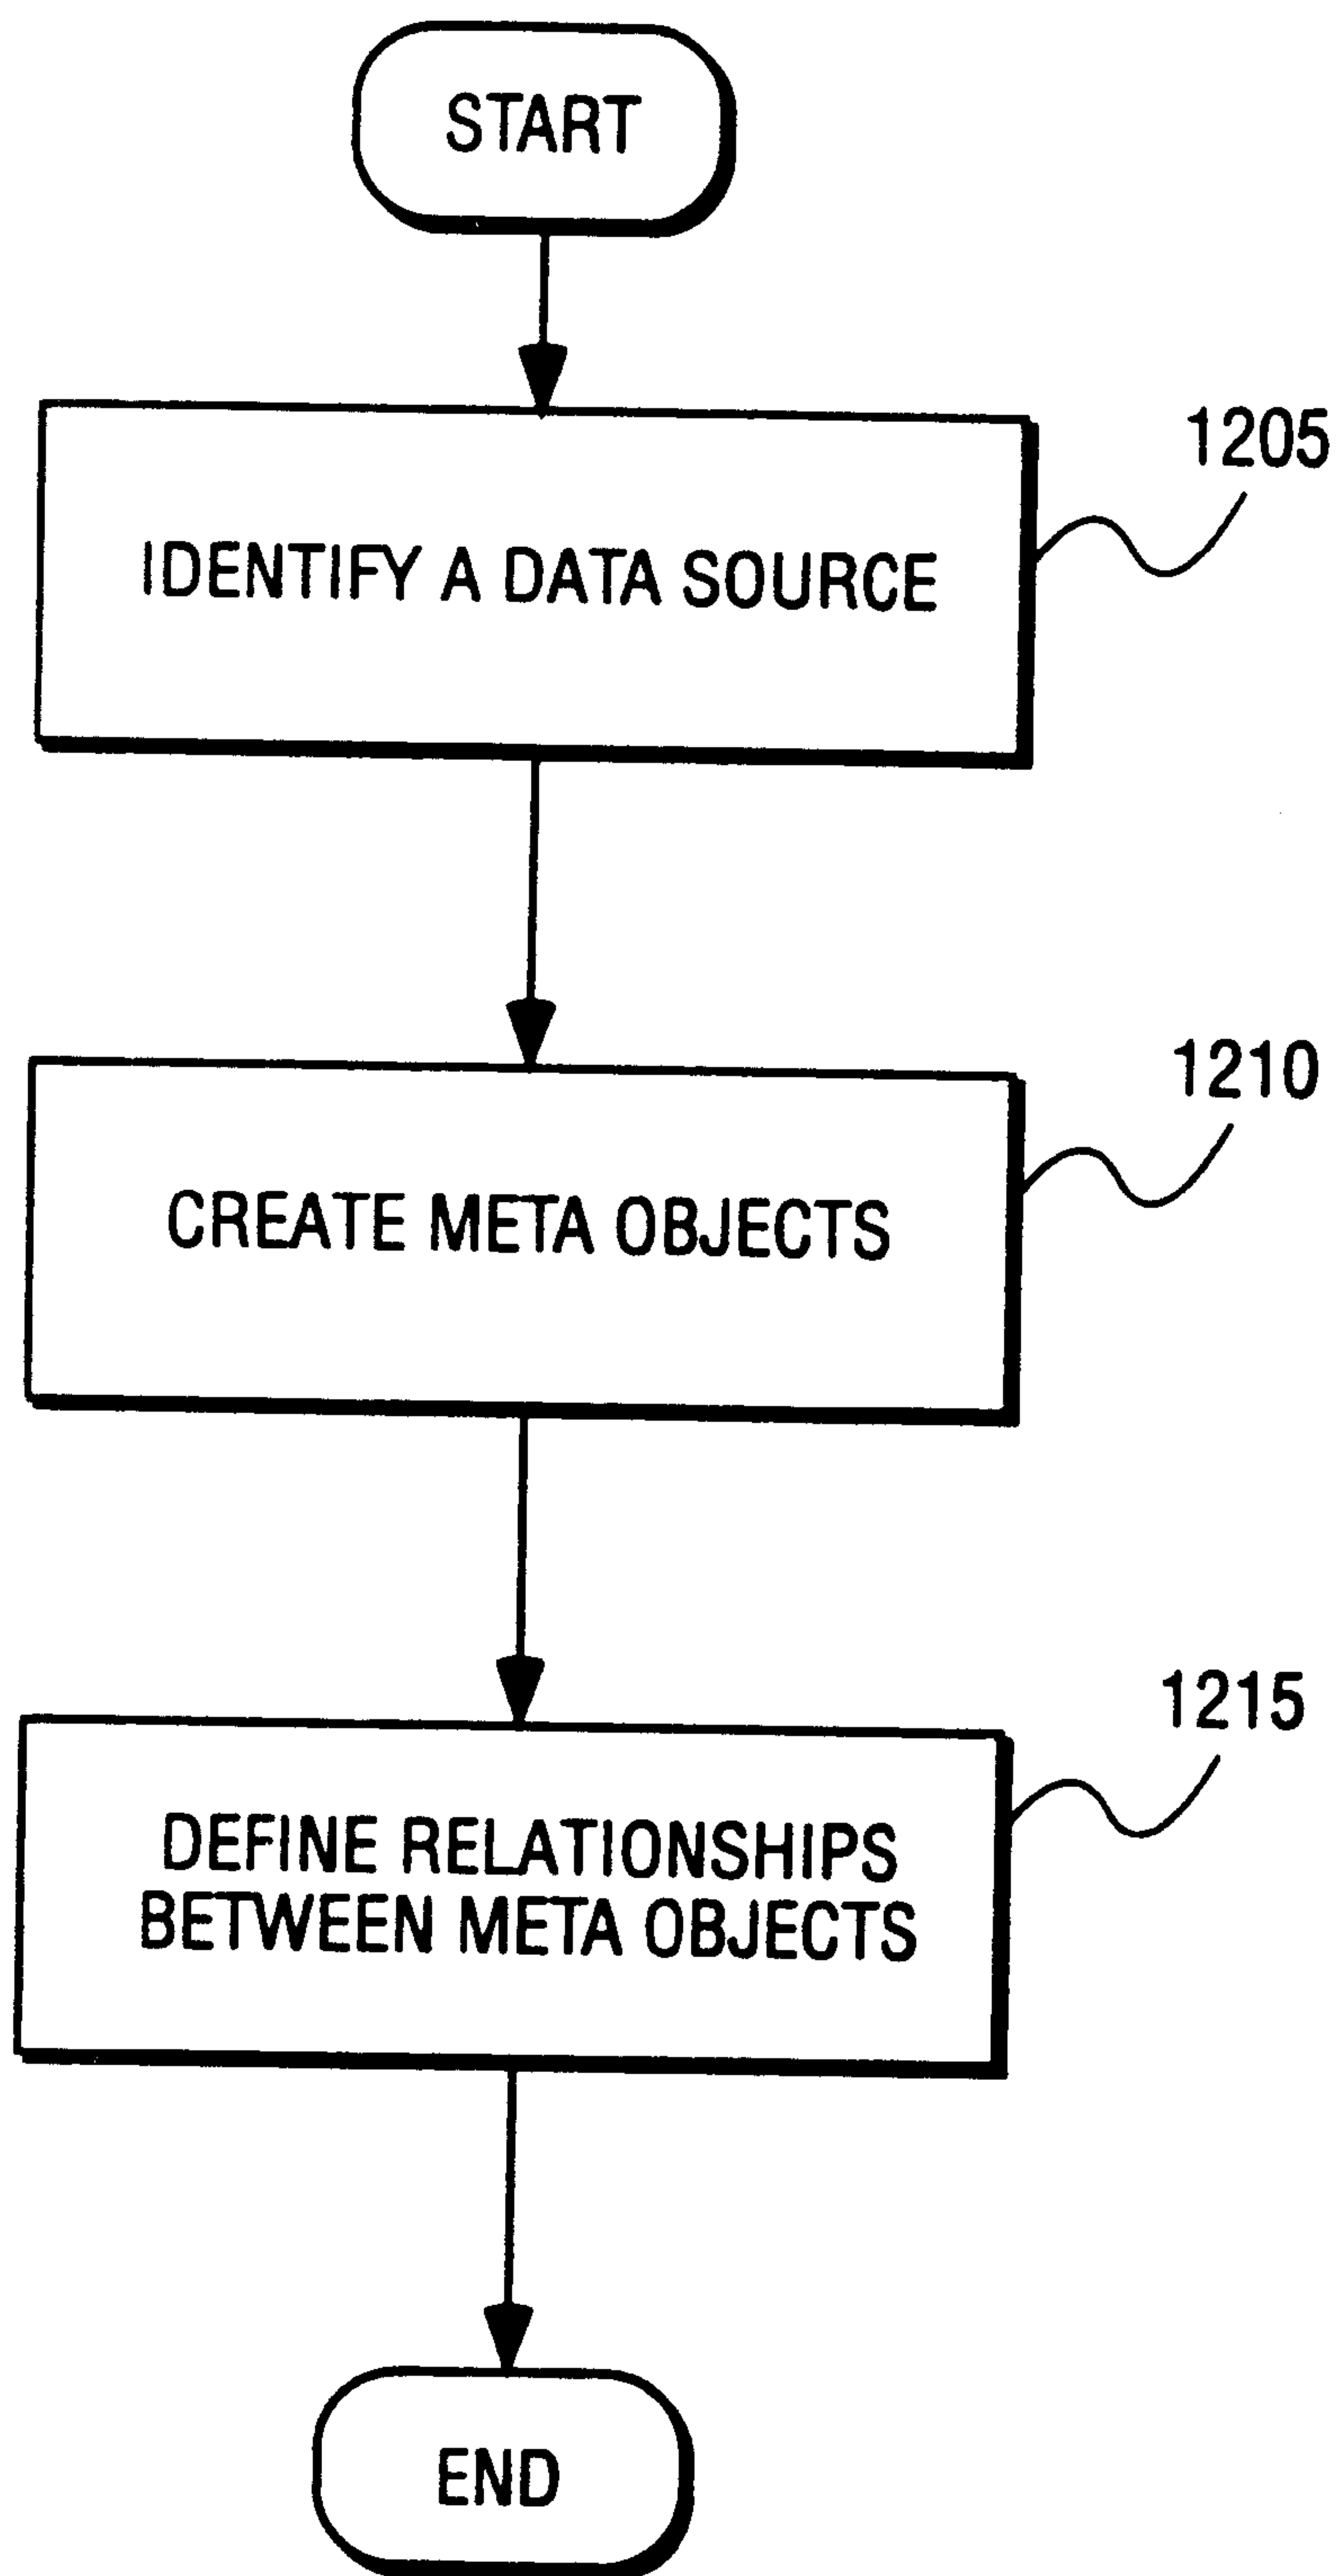 START
IDENTIFY A DATA SOURCE
1205
CREATE META OBJECTS
1210
DEFINE RELATIONSHIPS
BETWEEN META OBJECTS
1215
END